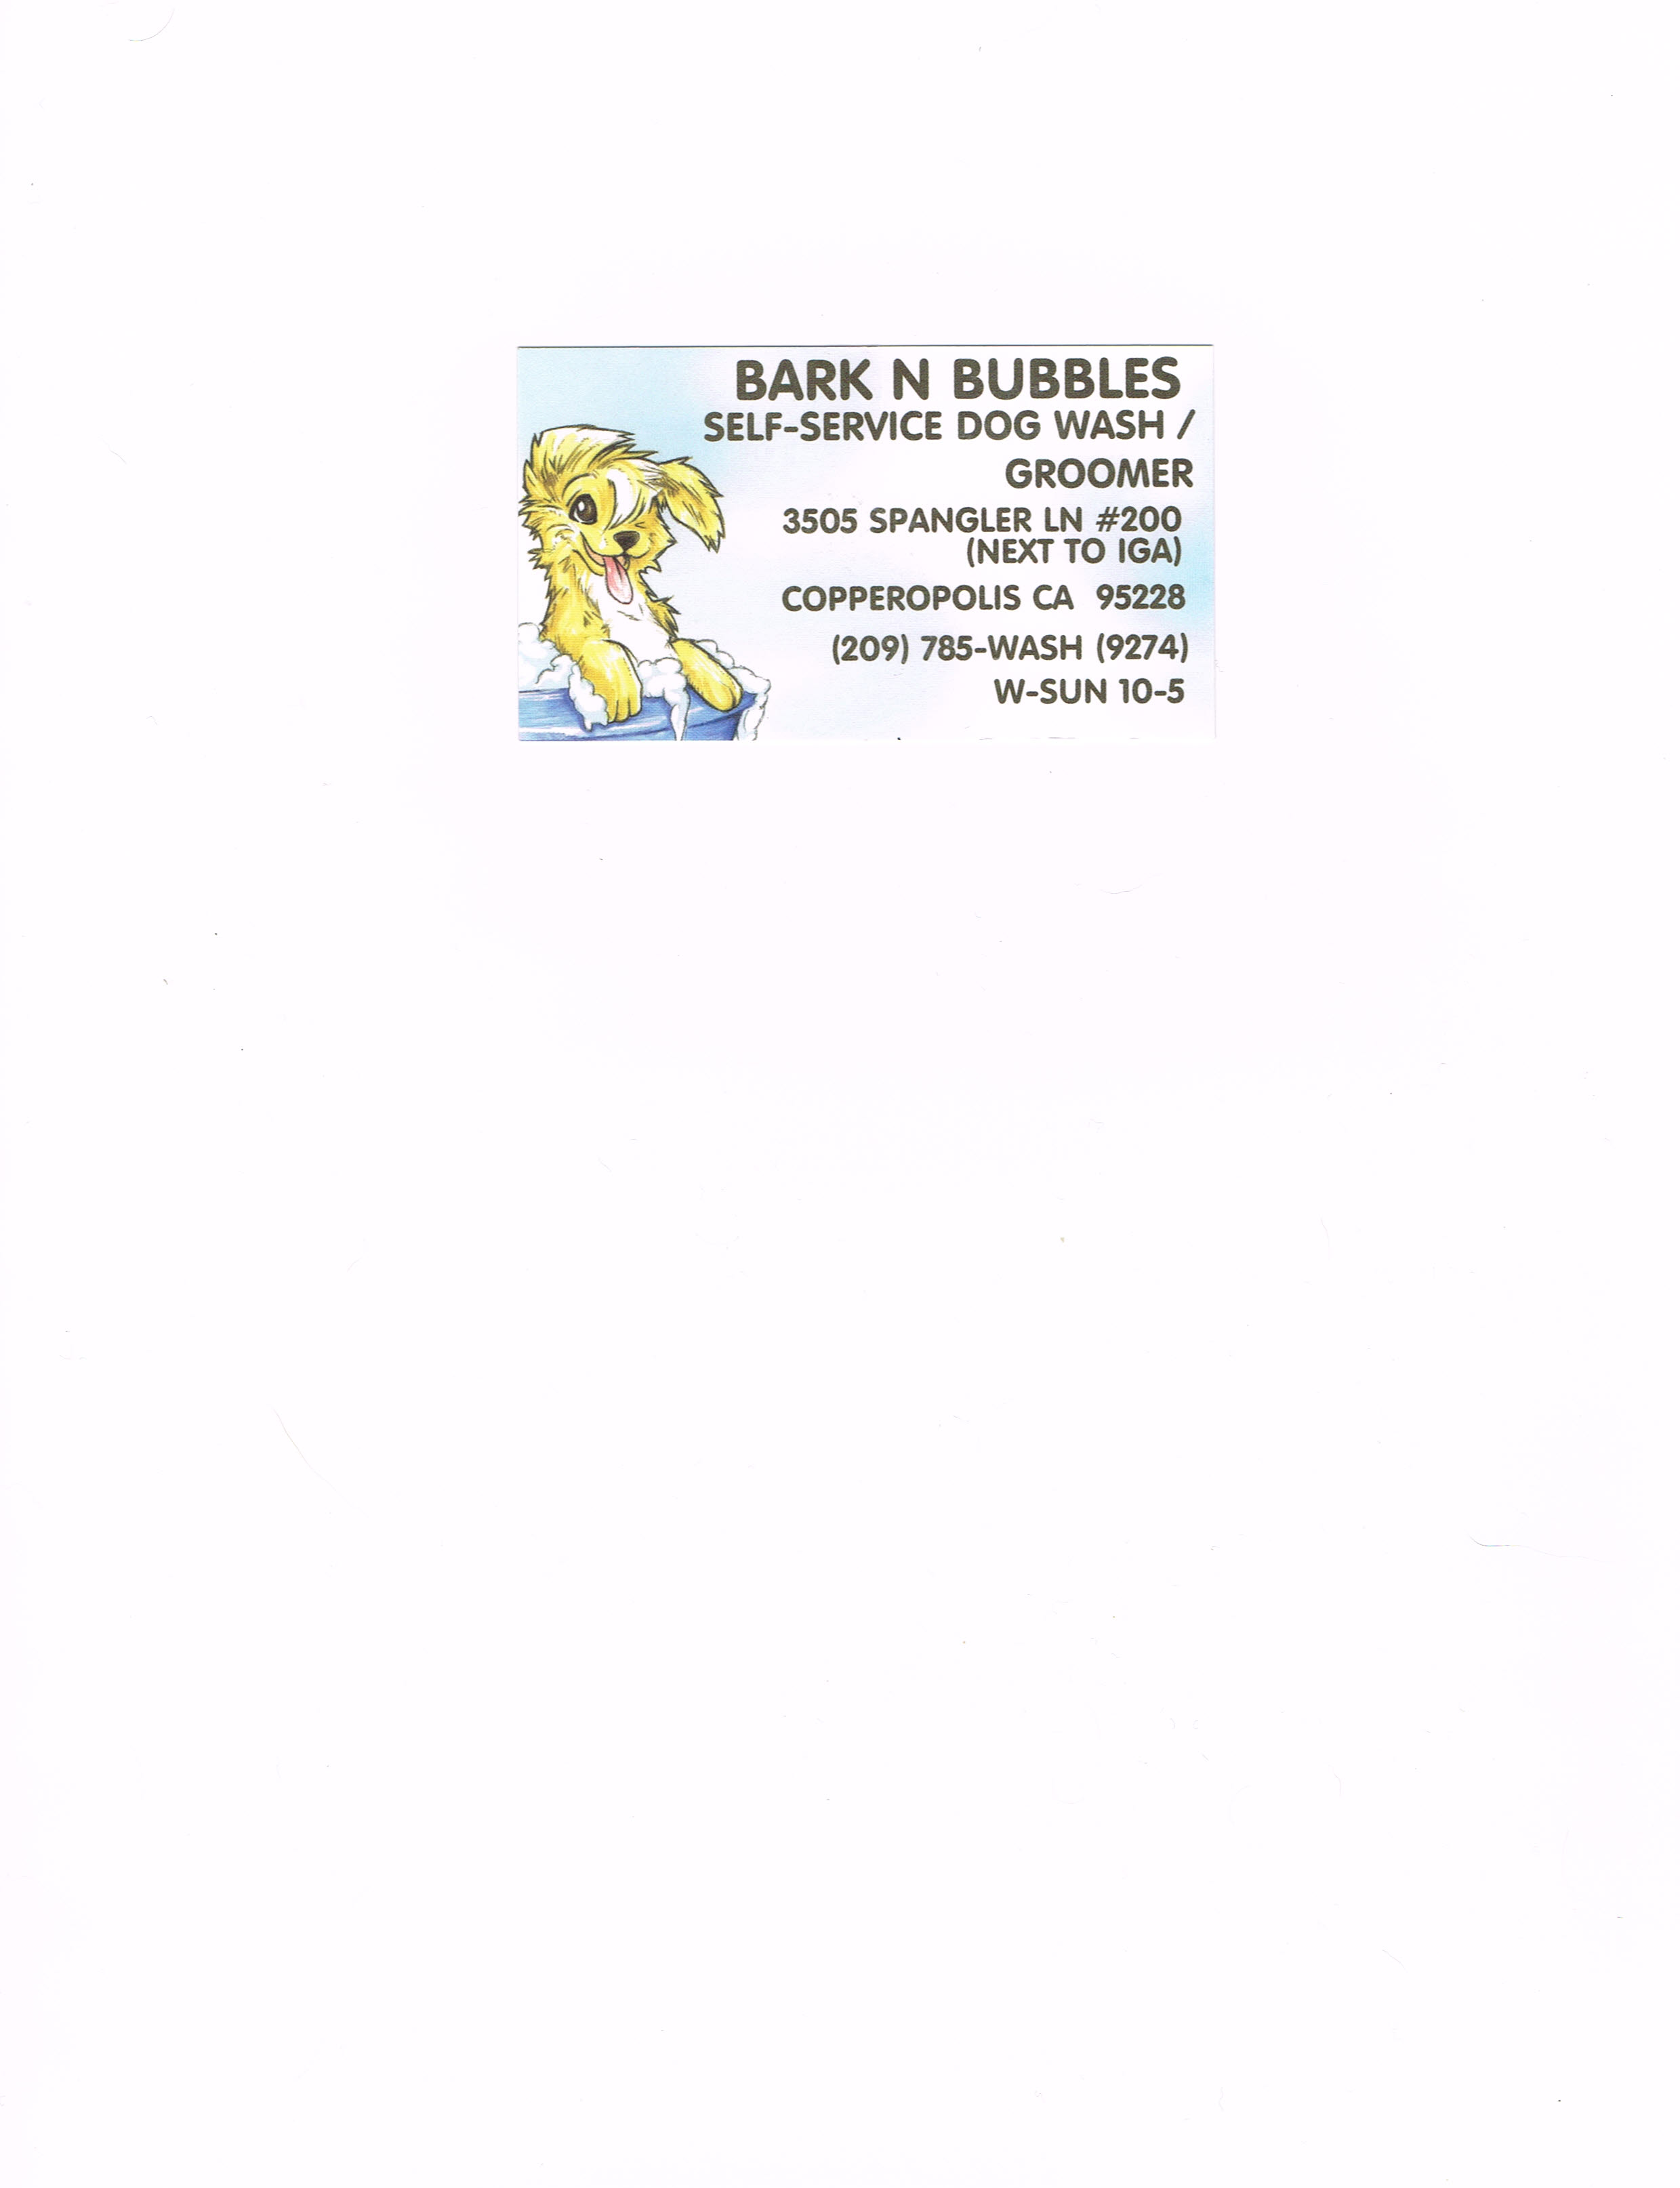 BARK N BUBBLES
SELF-SERVICE DOG WASH /
GROOMER
3505 SPANGLER LN #200
(NEXT TO IGA)
COPPEROPOLIS CA  95228
(209) 785-WASH (9274)
W-SUN 10-5